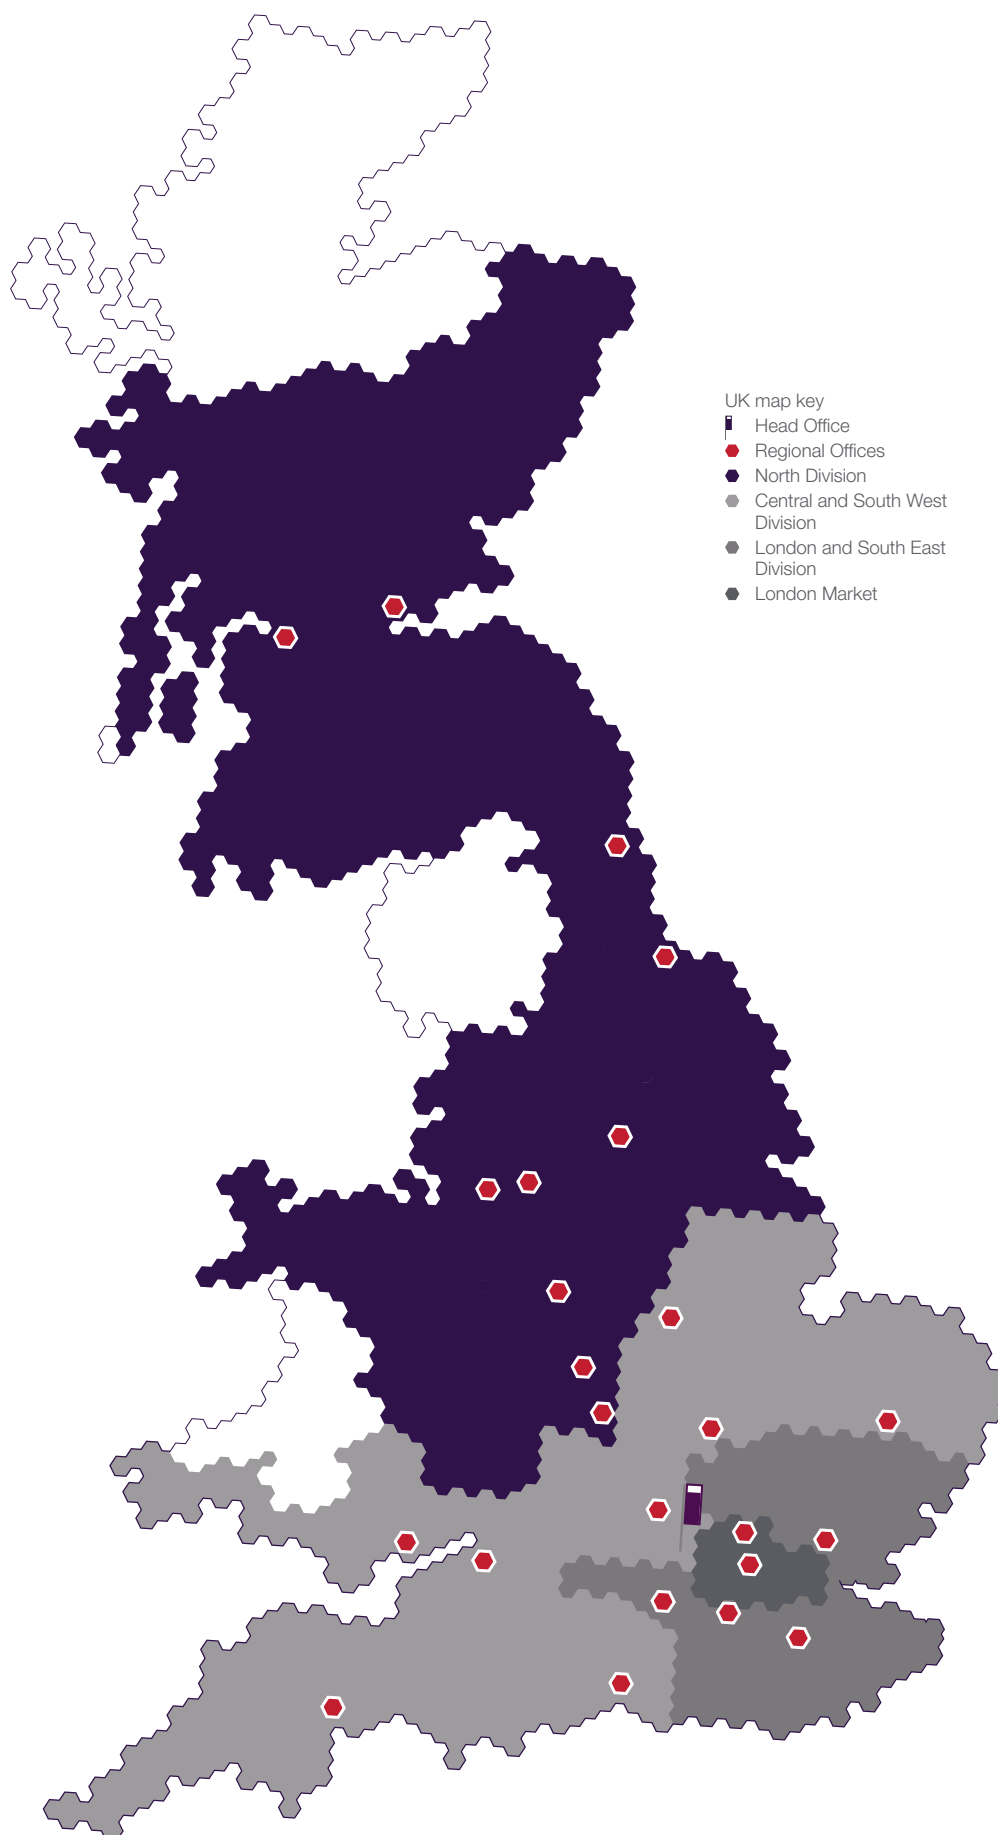 UK map key
Head Office
Regional Offices
North Division
Central and South West
Division
London and South East
Division
London Market